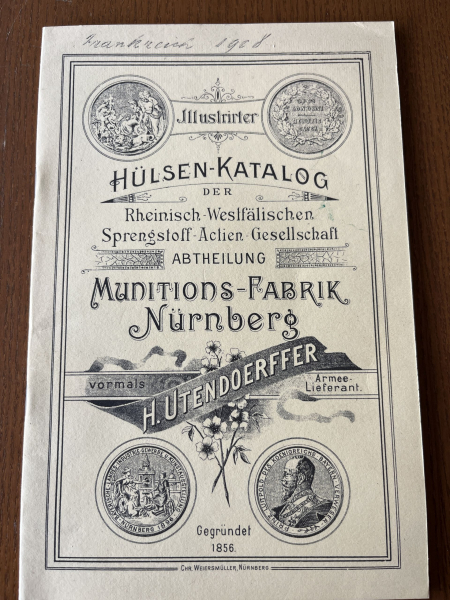 Frankreich 1908.
Illustrirter
HÜLSEN-KATALOG
DER
Rheinisch-Westfälischen
Sprengstoff-Actien-Gesellschaft
ABTHEILUNG
MUNITIONS-FABRIK
Nürnberg
vormals
H. UTENDOERFFER
Armee-
Lieferant.
NÜRNBERG 1896
Gegründet
1856.
CHR. WEIERSMÜLLER, NÜRNBERG